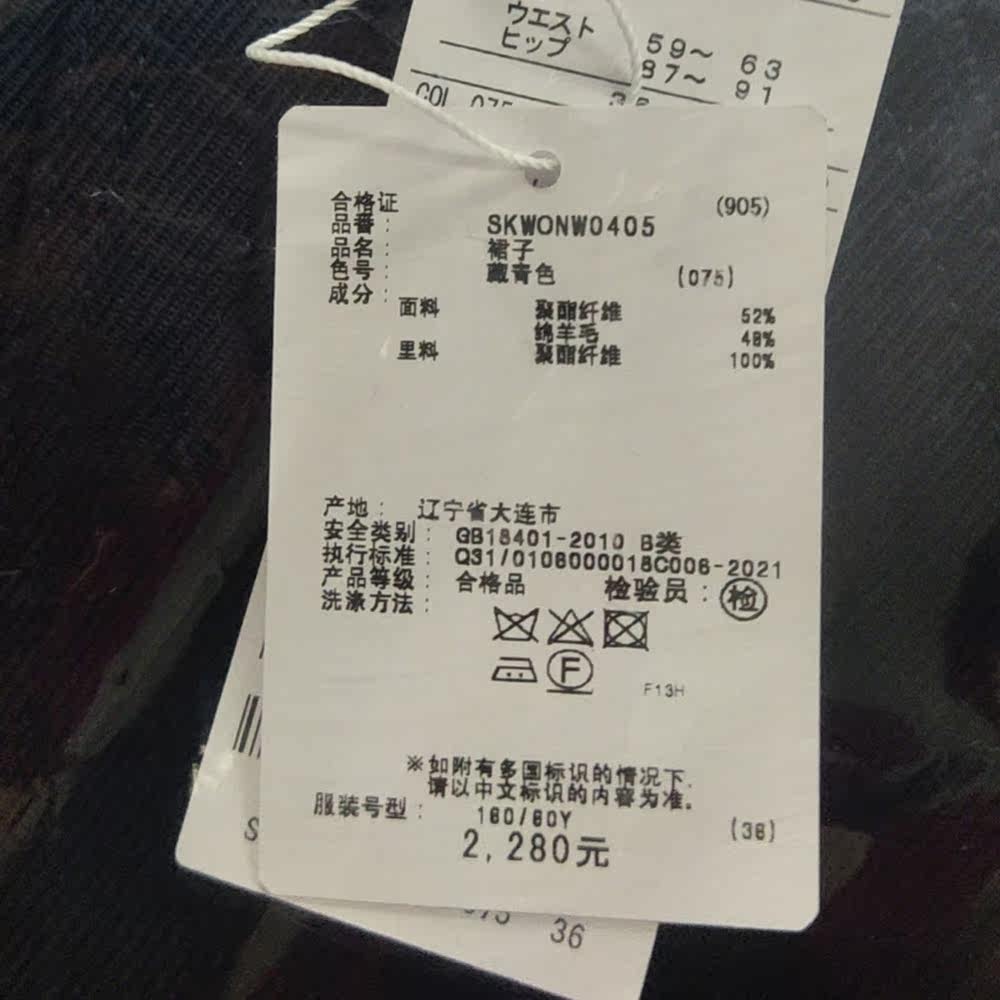 ウエスト 59～ 63
ヒップ 87～ 91
COL 075
合格证 (905)
品番： SKWONW0405
品名： 裙子
色号： 藏青色 (075)
成分：
面料 聚酯纤维 52%
绵羊毛 48%
里料 聚酯纤维 100%
产地： 辽宁省大连市
安全类别： GB18401-2010 B类
执行标准： Q31/0106000018C006-2021
产品等级： 合格品 检验员： 检
洗涤方法：
F
F13H
※如附有多国标识的情况下.
请以中文标识的内容为准。
服装号型： 160/60Y (36)
2,280元
S
075 36